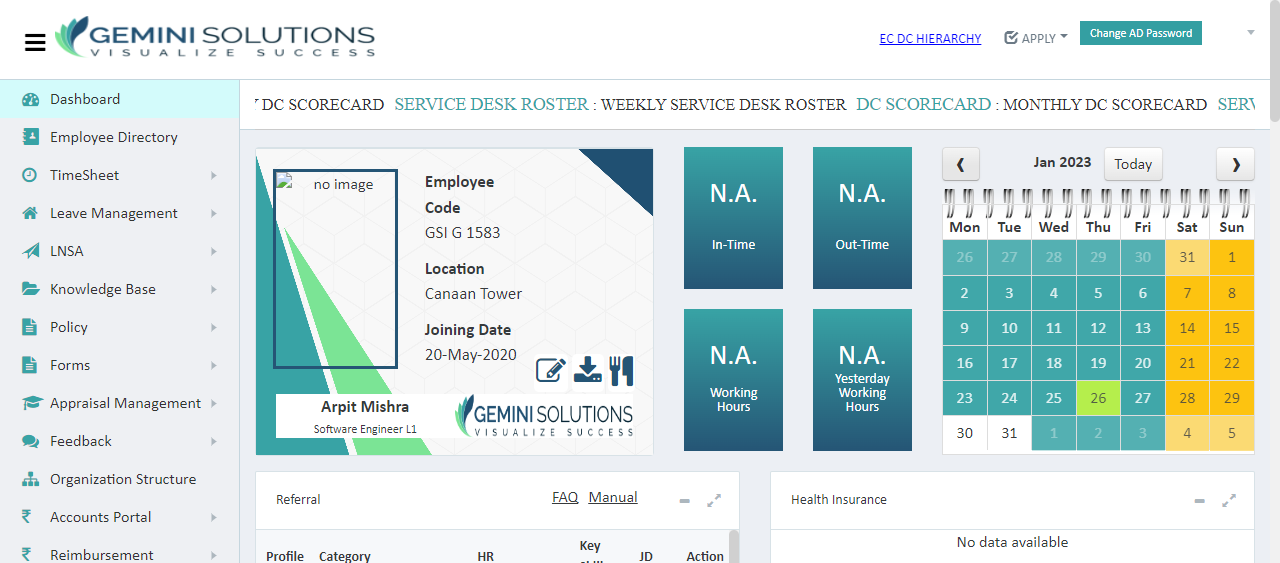 GEMINI SOLUTIONS
VISUALIZE SUCCESS
EC DC HIERARCHY
APPLY
Change AD Password
Dashboard
Employee Directory
TimeSheet
Leave Management
LNSA
Knowledge Base
Policy
Forms
Appraisal Management
Feedback
Organization Structure
Accounts Portal
Reimbursement
Y DC SCORECARD SERVICE DESK ROSTER : WEEKLY SERVICE DESK ROSTER DC SCORECARD : MONTHLY DC SCORECARD SERV
no image
Employee
Code
GSI G 1583
Location
Canaan Tower
Joining Date
20-May-2020
Arpit Mishra
Software Engineer L1
GEMINI SOLUTIONS
VISUALIZE SUCCESS
N.A.
In-Time
N.A.
Out-Time
N.A.
Working
Hours
N.A.
Yesterday
Working
Hours
Jan 2023 Today
Mon Tue Wed Thu Fri Sat Sun
26 27 28 29 30 31 1
2 3 4 5 6 7 8
9 10 11 12 13 14 15
16 17 18 19 20 21 22
23 24 25 26 27 28 29
30 31 1 2 3 4 5
Referral
FAQ Manual
Profile Category HR Key JD Action
Health Insurance
No data available